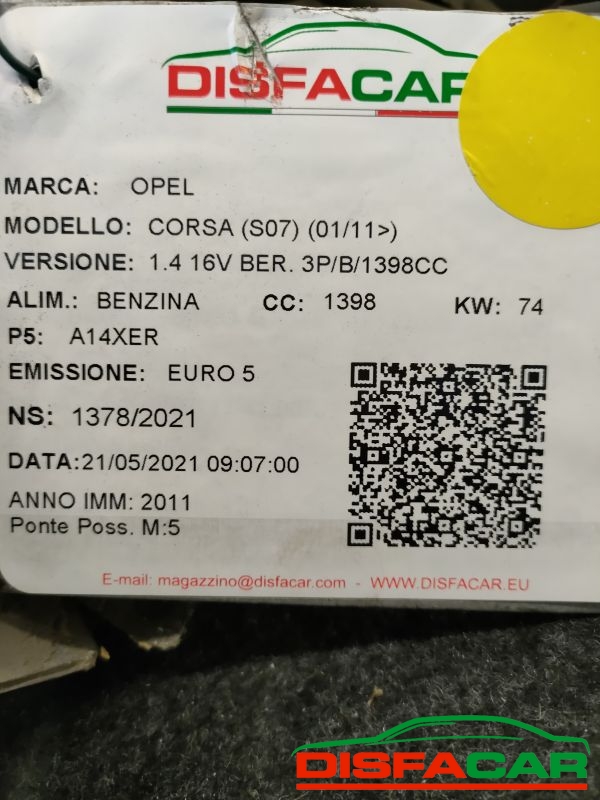 DISFACAR
MARCA: OPEL
MODELLO: CORSA (S07) (01/11>)
VERSIONE: 1.4 16V BER. 3P/B/1398CC
ALIM.: BENZINA CC: 1398 KW: 74
P5: A14XER
EMISSIONE: EURO 5
NS: 1378/2021
DATA:21/05/2021 09:07:00
ANNO IMM: 2011
Ponte Poss. M:5
E-mail: magazzino@disfacar.com - WWW.DISFACAR.EU
DISFACAR